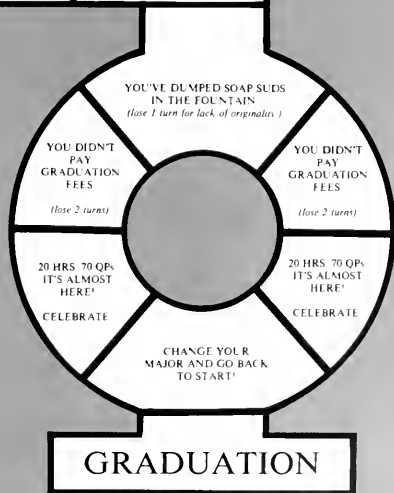 YOU'VE DUMPED SOAP SUDS
IN THE FOUNTAIN
(lose 1 turn for lack of originality)
YOU DIDN'T
PAY
GRADUATION
FEES
(lose 2 turns)
YOU DIDN'T
PAY
GRADUATION
FEES
(lose 2 turns)
20 HRS 70 QPs
IT'S ALMOST
HERE!
CELEBRATE
20 HRS 70 QPs
IT'S ALMOST
HERE!
CELEBRATE
CHANGE YOUR
MAJOR AND GO BACK
TO START!
GRADUATION